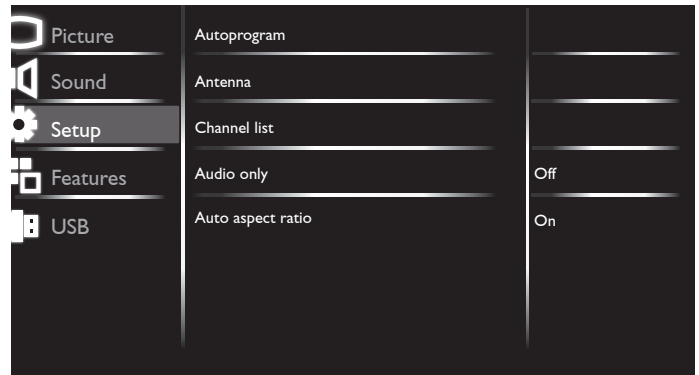 Picture
Sound
Setup
Features
USB
Autoprogram
Antenna
Channel list
Audio only
Off
Auto aspect ratio
On